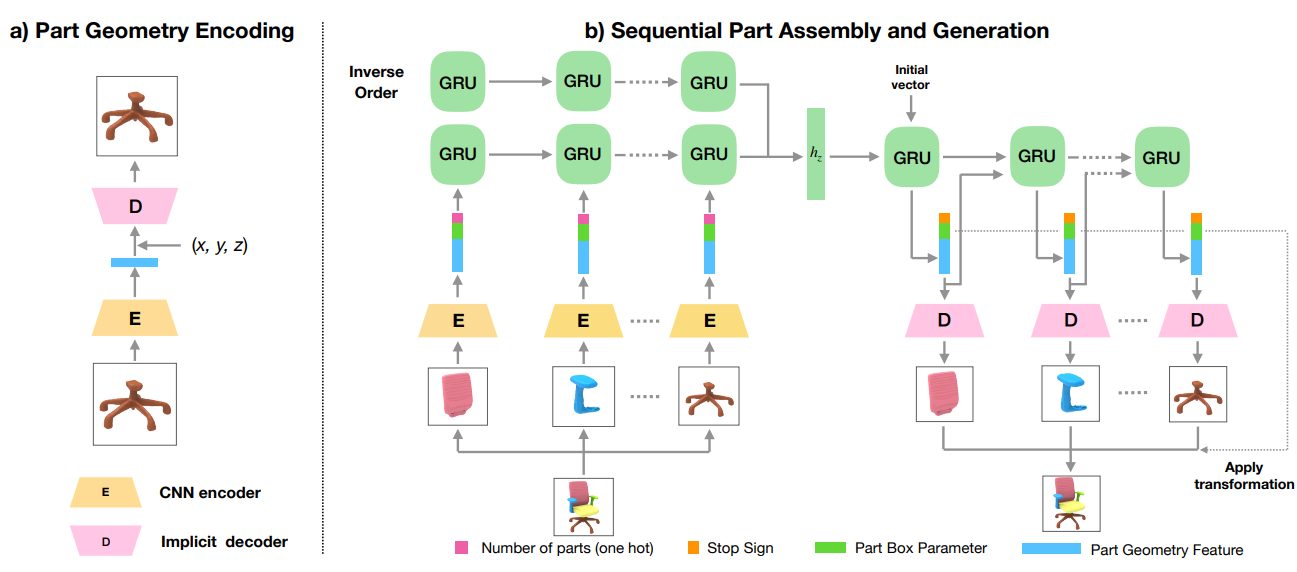 a) Part Geometry Encoding
D
(x, y, z)
E
E
CNN encoder
D
Implicit decoder
b) Sequential Part Assembly and Generation
Inverse
Order
GRU
GRU
GRU
GRU
GRU
GRU
h_z
Initial
vector
GRU
GRU
GRU
E
E
E
D
D
D
Apply
transformation
Number of parts (one hot)
Stop Sign
Part Box Parameter
Part Geometry Feature